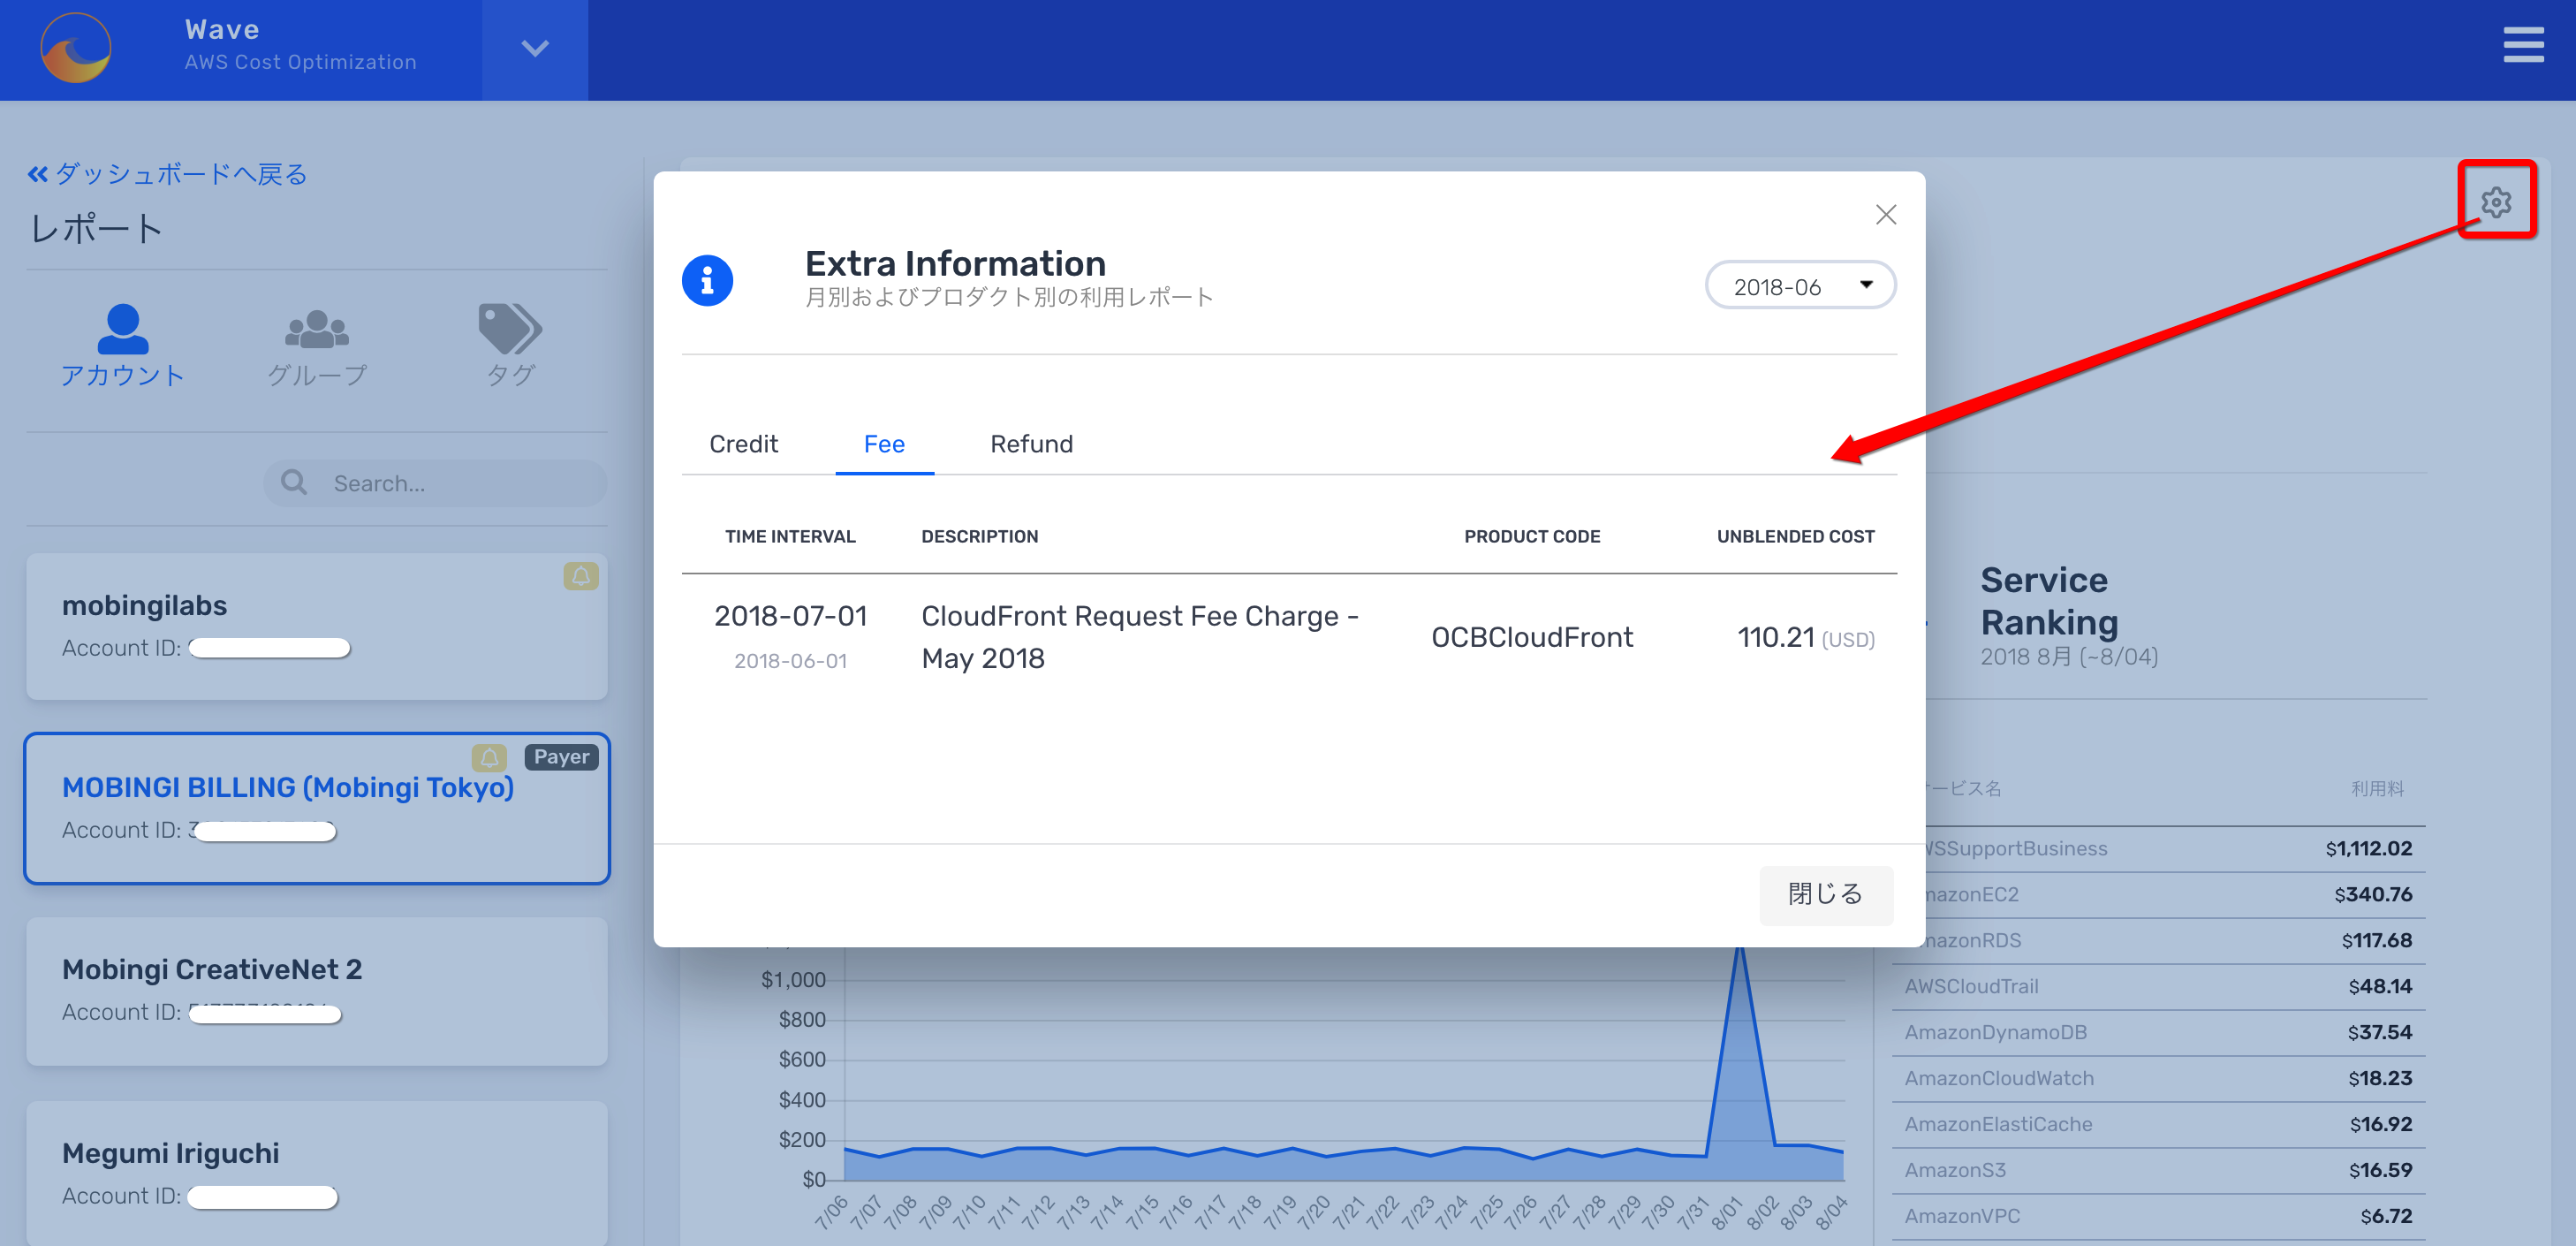 Wave
AWS Cost Optimization
ダッシュボードへ戻る
レポート
アカウント
グループ
タグ
Search...
mobingilabs
Account ID:
Payer
MOBINGI BILLING (Mobingi Tokyo)
Account ID:
Mobingi CreativeNet 2
Account ID:
Megumi Iriguchi
Account ID:
Extra Information
月別およびプロダクト別の利用レポート
2018-06
Credit
Fee
Refund
TIME INTERVAL
DESCRIPTION
PRODUCT CODE
UNBLENDED COST
2018-07-01
2018-06-01
CloudFront Request Fee Charge -
May 2018
OCBCloudFront
110.21 (USD)
閉じる
$1,000
$800
$600
$400
$200
$0
7/06
7/07
7/08
7/09
7/10
7/11
7/12
7/13
7/14
7/15
7/16
7/17
7/18
7/19
7/20
7/21
7/22
7/23
7/24
7/25
7/26
7/27
7/28
7/29
7/30
7/31
8/01
8/02
8/03
8/04
Service
Ranking
2018 8月 (~8/04)
ービス名
利用料
WSSupportBusiness
$1,112.02
mazonEC2
$340.76
mazonRDS
$117.68
AWSCloudTrail
$48.14
AmazonDynamoDB
$37.54
AmazonCloudWatch
$18.23
AmazonElastiCache
$16.92
AmazonS3
$16.59
AmazonVPC
$6.72